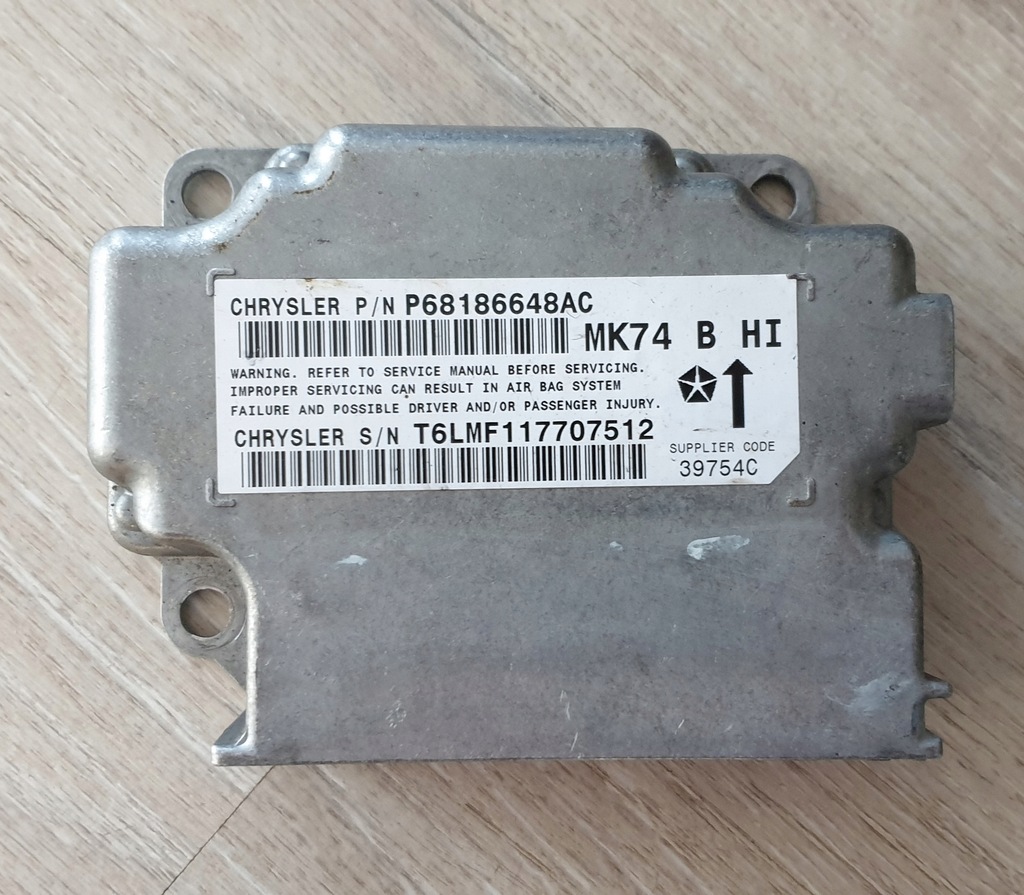 CHRYSLER P/N P68186648AC
MK74 B HI
WARNING. REFER TO SERVICE MANUAL BEFORE SERVICING.
IMPROPER SERVICING CAN RESULT IN AIR BAG SYSTEM
FAILURE AND POSSIBLE DRIVER AND/OR PASSENGER INJURY.
CHRYSLER S/N T6LMF117707512
SUPPLIER CODE
39754C